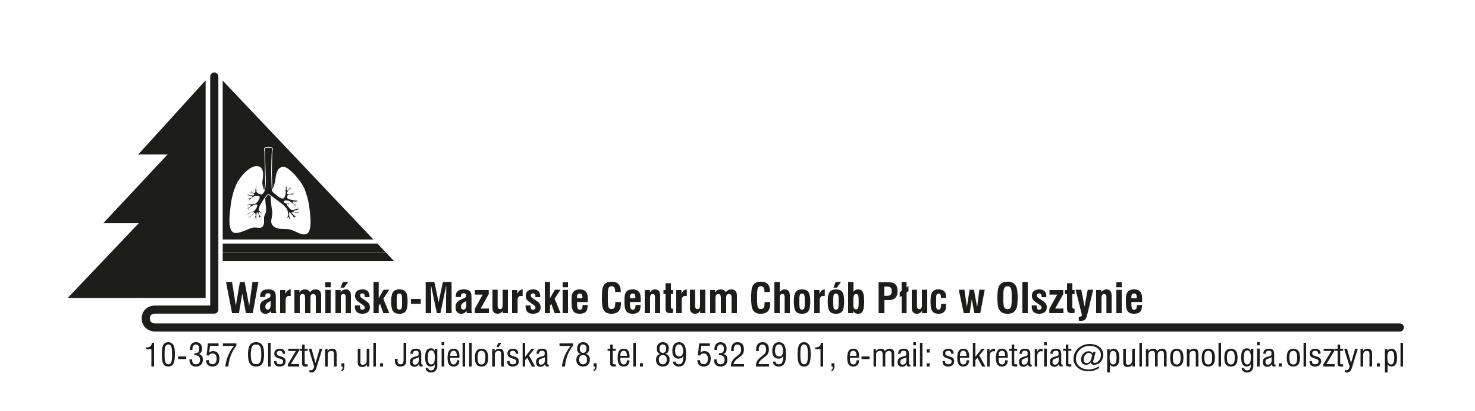 Warmińsko-Mazurskie Centrum Chorób Płuc w Olsztynie
10-357 Olsztyn, ul. Jagiellońska 78, tel. 89 532 29 01, e-mail: sekretariat@pulmonologia.olsztyn.pl